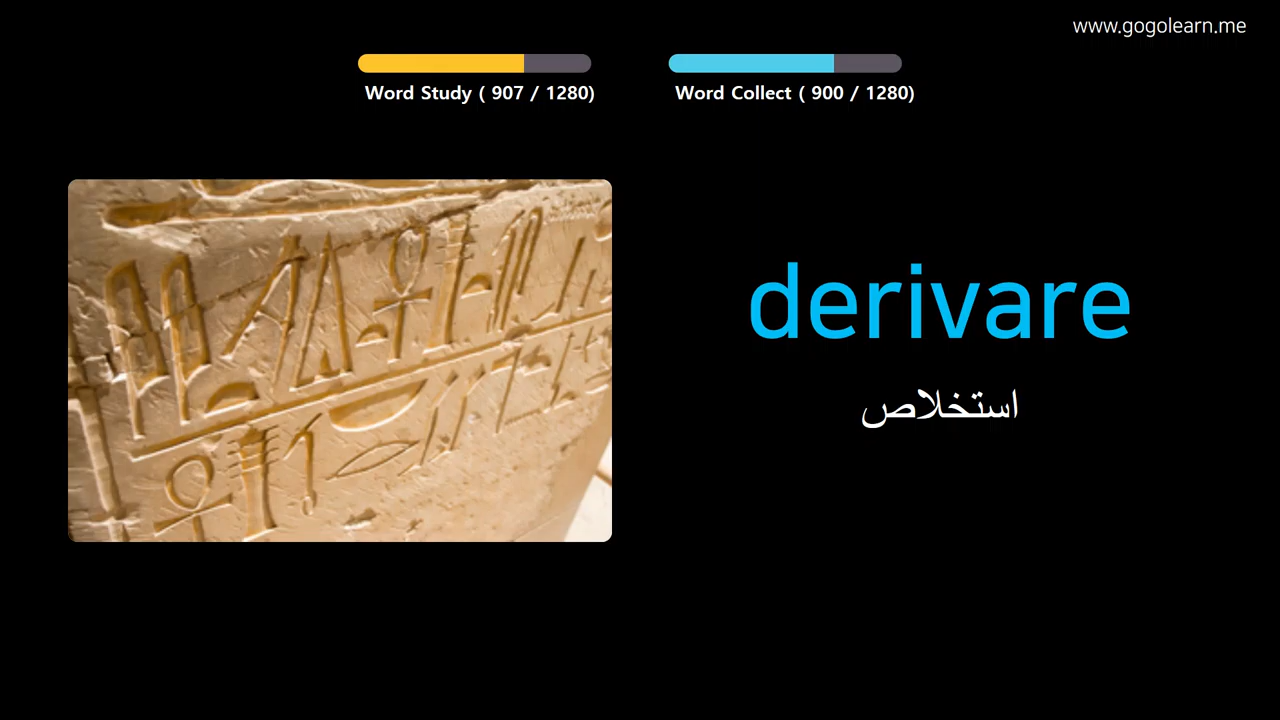 www.gogolearn.me
Word Study ( 907 / 1280)
Word Collect ( 900 / 1280)
derivare
استخلاص